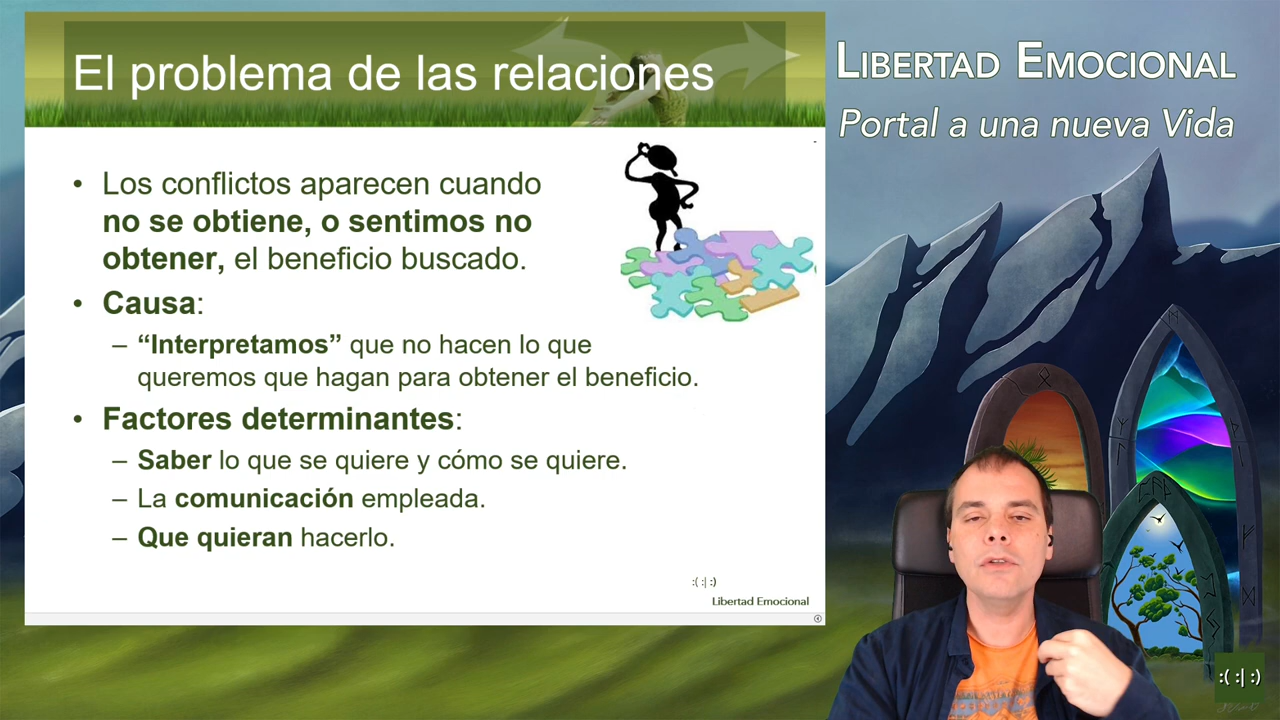 El problema de las relaciones
• Los conflictos aparecen cuando
no se obtiene, o sentimos no
obtener, el beneficio buscado.
• Causa:
– “Interpretamos” que no hacen lo que
queremos que hagan para obtener el beneficio.
• Factores determinantes:
– Saber lo que se quiere y cómo se quiere.
– La comunicación empleada.
– Que quieran hacerlo.
:( :| :)
Libertad Emocional
LIBERTAD EMOCIONAL
Portal a una nueva Vida
:( :| :)